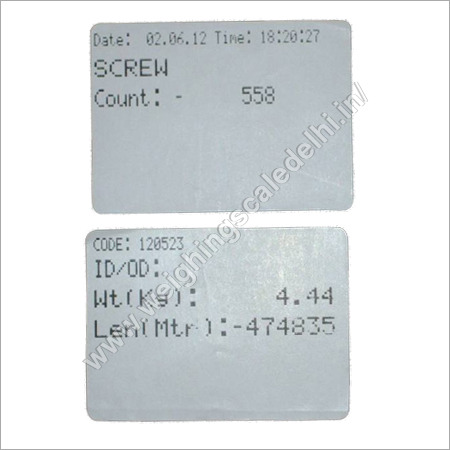 Date: 02.06.12 Time: 18:20:27
SCREW
Count: - 558
CODE: 120523
ID/OD:
Wt(Kg): 4.44
Len(Mtr):-474835
www.weighingscaledelhi.in/